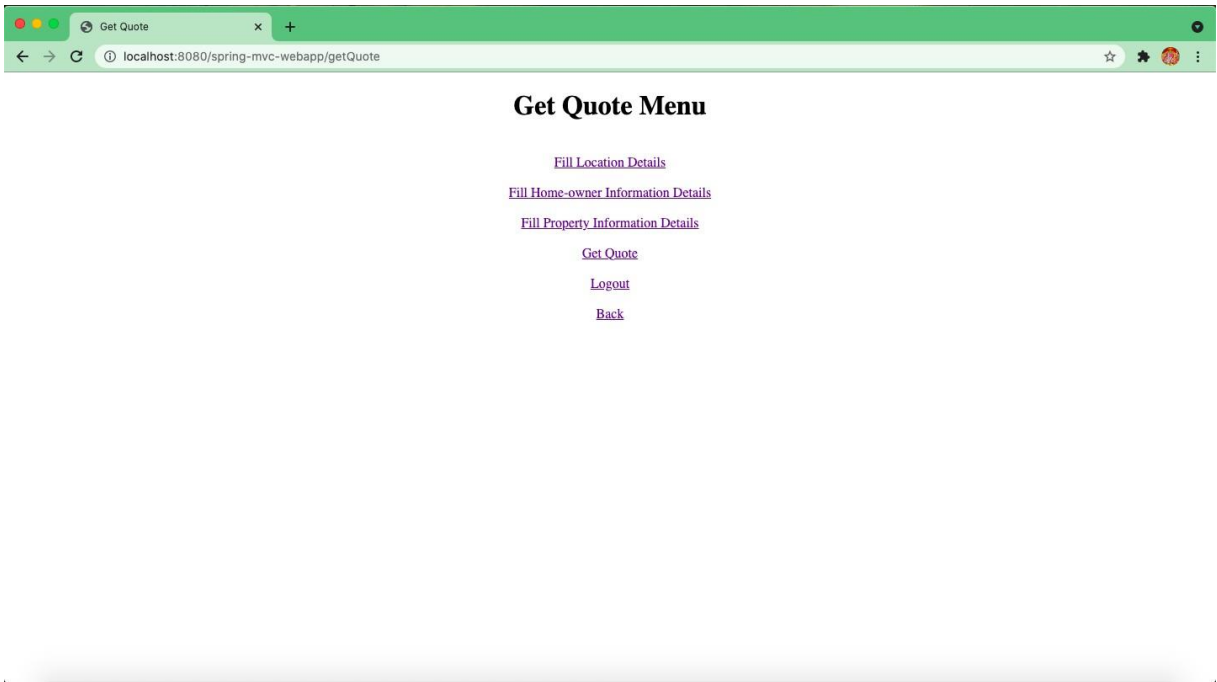 Get Quote
localhost:8080/spring-mvc-webapp/getQuote
Get Quote Menu
Fill Location Details
Fill Home-owner Information Details
Fill Property Information Details
Get Quote
Logout
Back